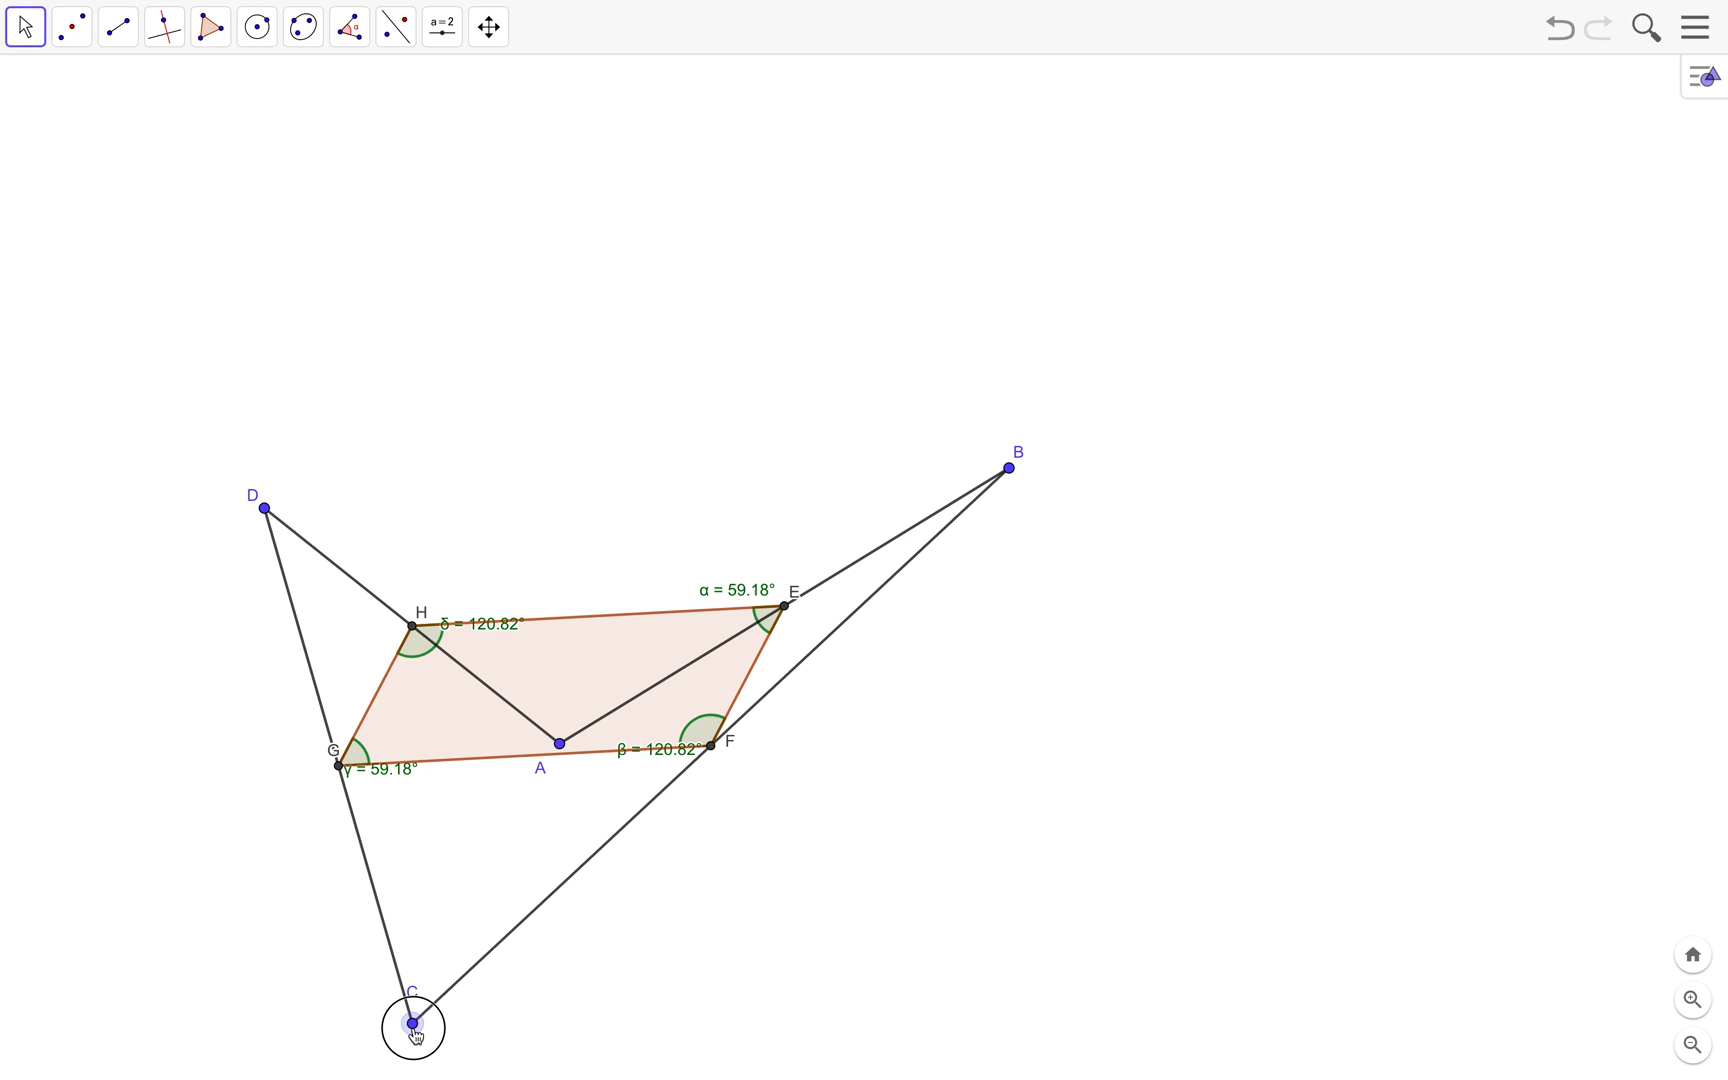 a=2
α
B
D
α = 59.18°
E
H
δ = 120.82°
G
F
β = 120.82°
γ = 59.18°
A
C